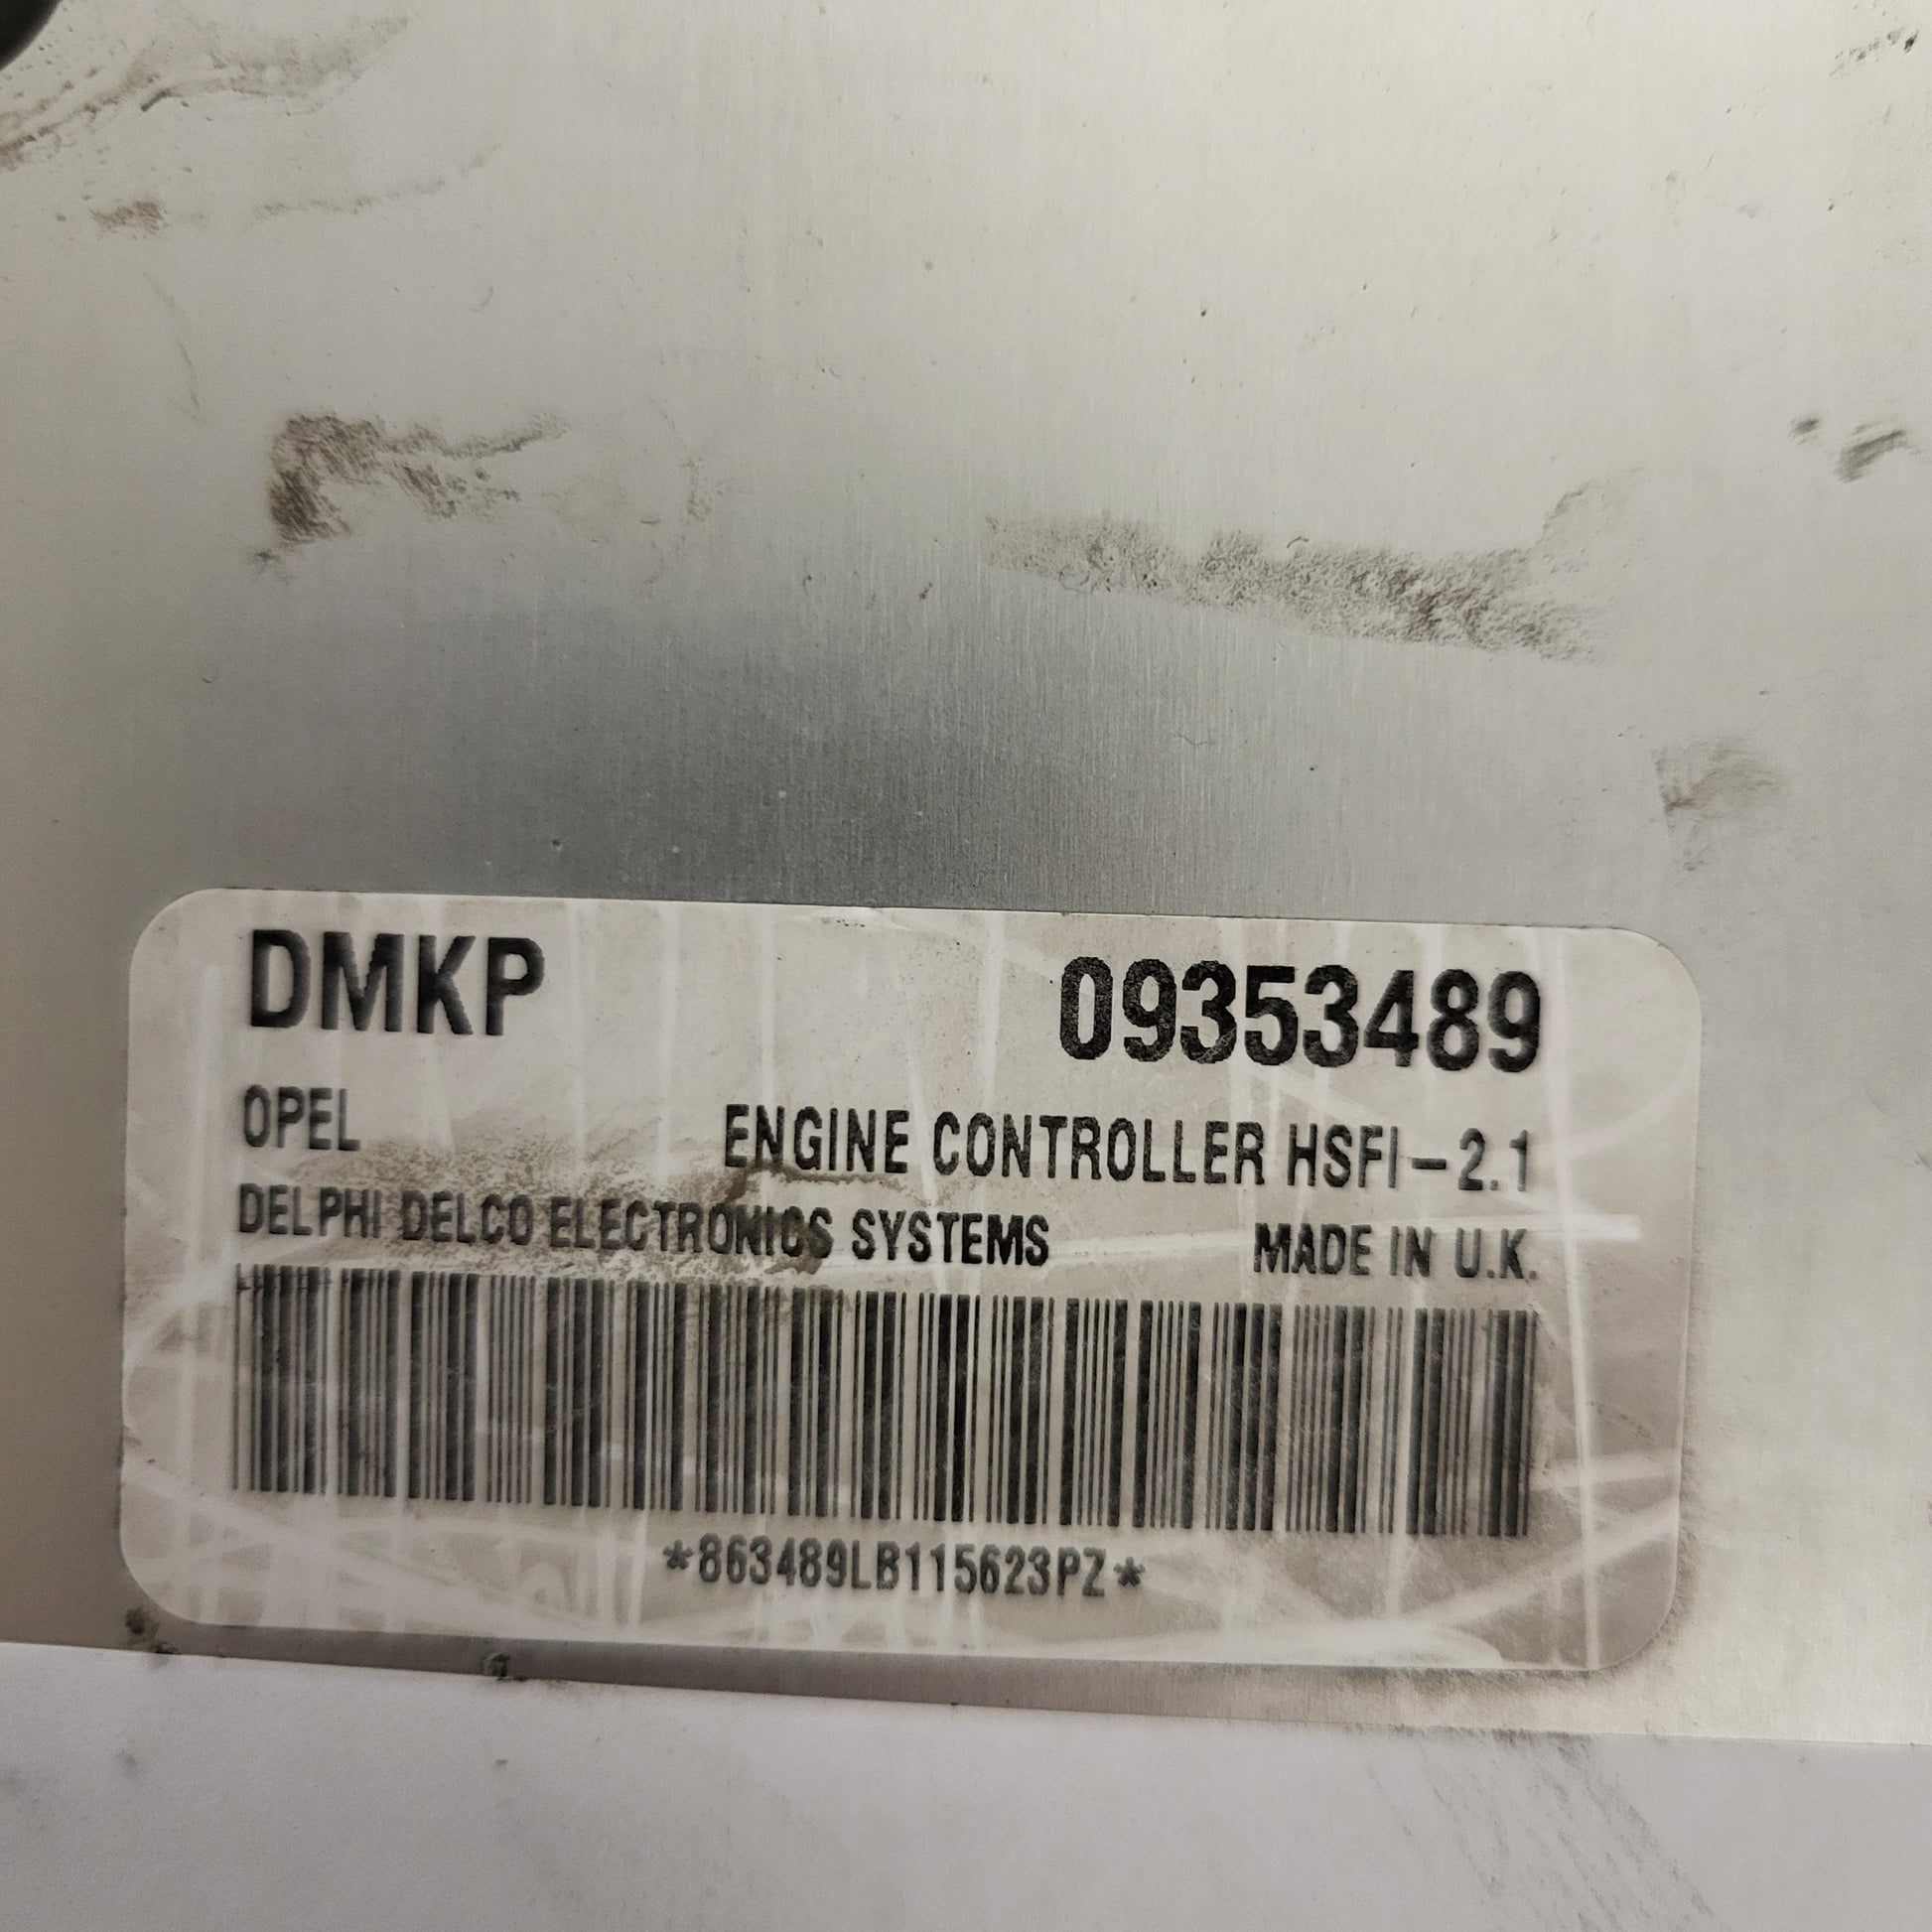 DMKP 09353489
OPEL ENGINE CONTROLLER HSFI-2.1
DELPHI DELCO ELECTRONICS SYSTEMS MADE IN U.K.
*863489LB115623PZ*